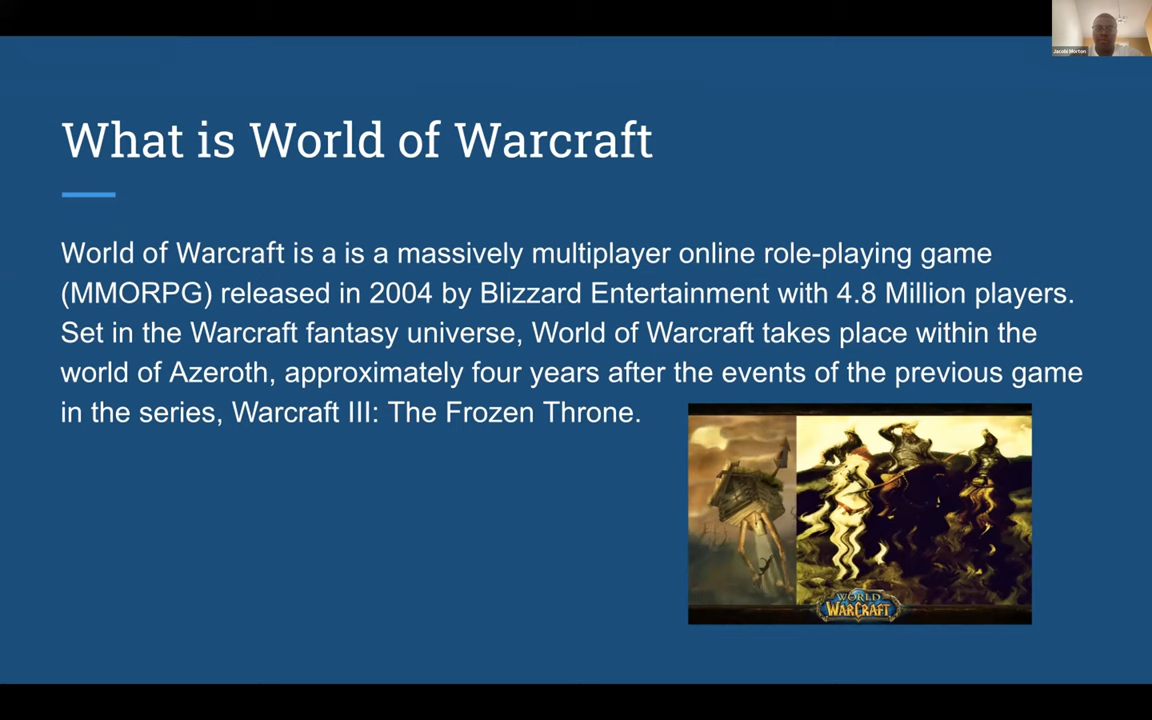 Jacobi Morton
What is World of Warcraft
World of Warcraft is a is a massively multiplayer online role-playing game
(MMORPG) released in 2004 by Blizzard Entertainment with 4.8 Million players.
Set in the Warcraft fantasy universe, World of Warcraft takes place within the
world of Azeroth, approximately four years after the events of the previous game
in the series, Warcraft III: The Frozen Throne.
WORLD
WARCRAFT